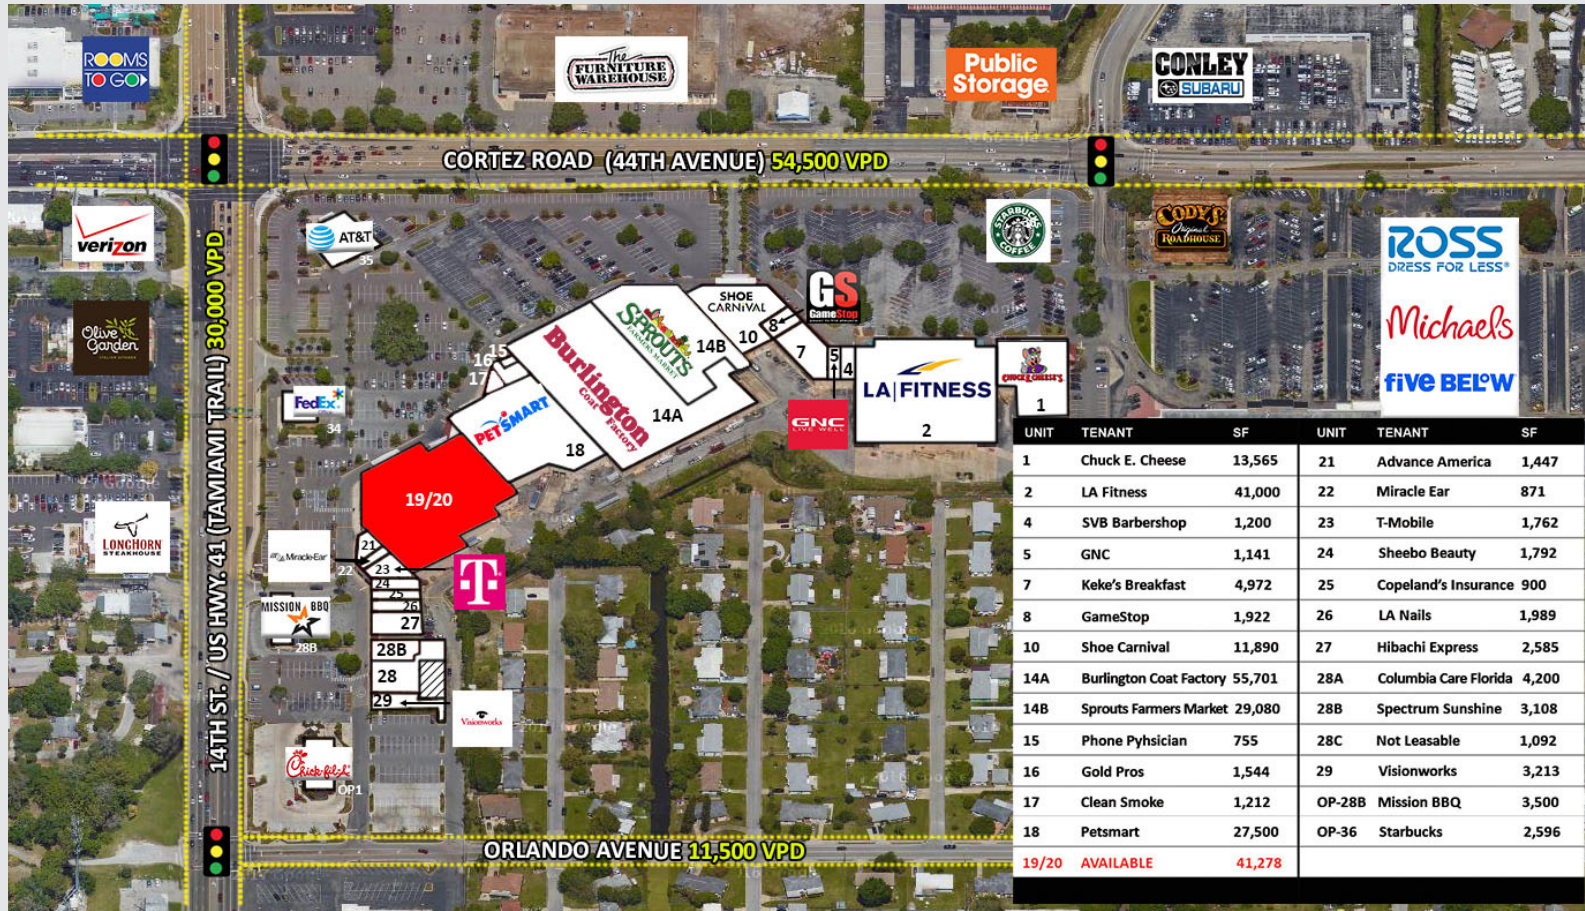 ROOMS
TO GO
The
FURNITURE
WAREHOUSE
Public
Storage
CONLEY
SUBARU
CORTEZ ROAD (44TH AVENUE) 54,500 VPD
verizon
AT&T
35
STARBUCKS
COFFEE
CODY'S
Original
ROADHOUSE
ROSS
DRESS FOR LESS®
Michaels
five BELOW
Olive
Garden
ITALIAN KITCHEN
14TH ST. / US HWY. 41 (TAMIAMI TRAIL) 30,000 VPD
SHOE
CARNIVAL
10
GS
GameStop
8
7
SPROUTS
FARMERS MARKET
14B
5
4
LA FITNESS
2
CHUCK E. CHEESE'S
1
15
16
17
Burlington
Coat Factory
14A
GNC
LIVE WELL
FedEx
34
PETSMART
18
19/20
LONGHORN
STEAKHOUSE
Miracle-Ear
21
22
23
T
24
25
26
27
MISSION BBQ
28B
28B
28
29
Visionworks
Chick-fil-A
OP1
ORLANDO AVENUE 11,500 VPD
UNIT TENANT SF UNIT TENANT SF
1 Chuck E. Cheese 13,565 21 Advance America 1,447
2 LA Fitness 41,000 22 Miracle Ear 871
4 SVB Barbershop 1,200 23 T-Mobile 1,762
5 GNC 1,141 24 Sheebo Beauty 1,792
7 Keke's Breakfast 4,972 25 Copeland's Insurance 900
8 GameStop 1,922 26 LA Nails 1,989
10 Shoe Carnival 11,890 27 Hibachi Express 2,585
14A Burlington Coat Factory 55,701 28A Columbia Care Florida 4,200
14B Sprouts Farmers Market 29,080 28B Spectrum Sunshine 3,108
15 Phone Pyhsician 755 28C Not Leasable 1,092
16 Gold Pros 1,544 29 Visionworks 3,213
17 Clean Smoke 1,212 OP-28B Mission BBQ 3,500
18 Petsmart 27,500 OP-36 Starbucks 2,596
19/20 AVAILABLE 41,278